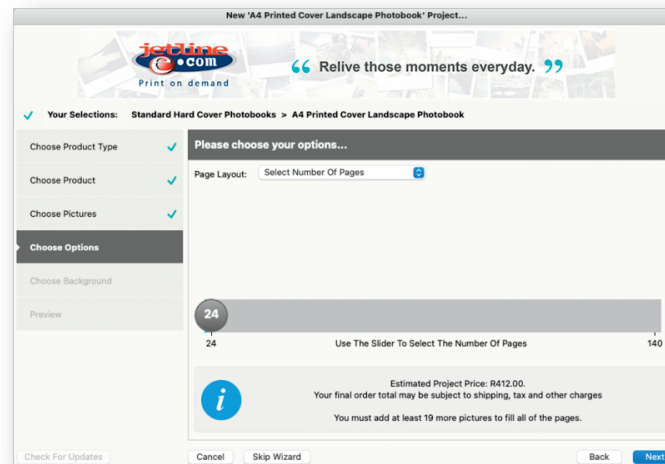 New 'A4 Printed Cover Landscape Photobook' Project...
jetline
e.com
Print on demand
“ Relive those moments everyday. ”
Your Selections: Standard Hard Cover Photobooks > A4 Printed Cover Landscape Photobook
Choose Product Type
Choose Product
Choose Pictures
Choose Options
Choose Background
Preview
Please choose your options...
Page Layout: Select Number Of Pages
24
24 Use The Slider To Select The Number Of Pages 140
i
Estimated Project Price: R412.00.
Your final order total may be subject to shipping, tax and other charges
You must add at least 19 more pictures to fill all of the pages.
Check For Updates Cancel Skip Wizard Back Next